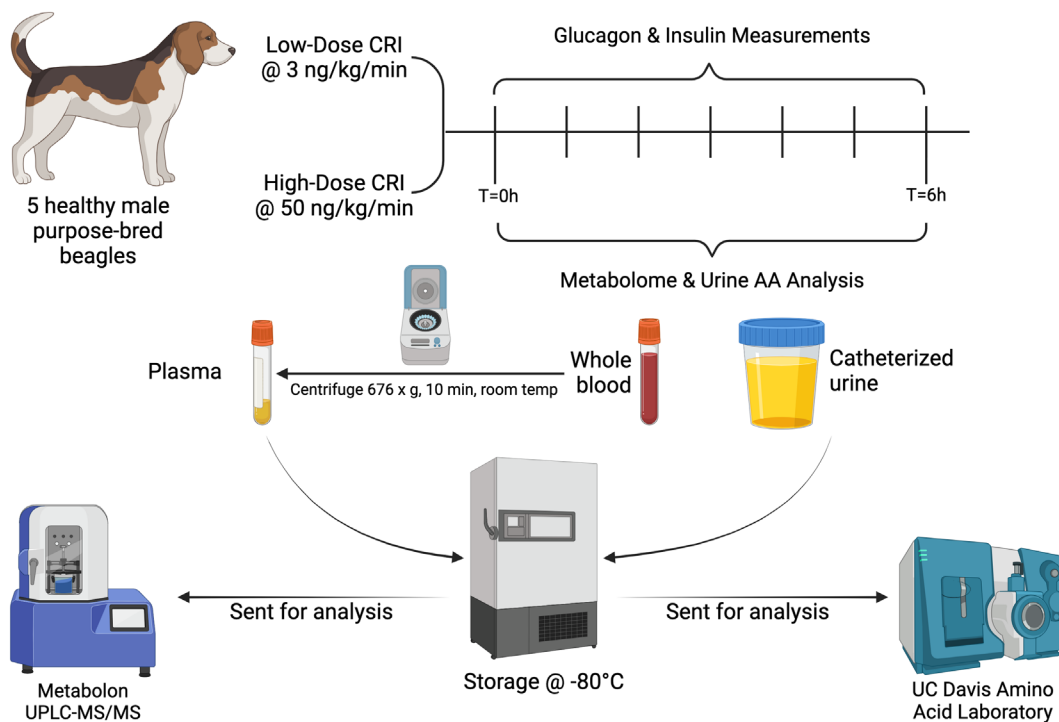 Low-Dose CRI
@ 3 ng/kg/min
Glucagon & Insulin Measurements
High-Dose CRI
@ 50 ng/kg/min
T=0h
T=6h
5 healthy male
purpose-bred
beagles
Metabolome & Urine AA Analysis
Plasma
Centrifuge 676 x g, 10 min, room temp
Whole
blood
Catheterized
urine
Sent for analysis
Sent for analysis
Storage @ -80°C
Metabolon
UPLC-MS/MS
UC Davis Amino
Acid Laboratory